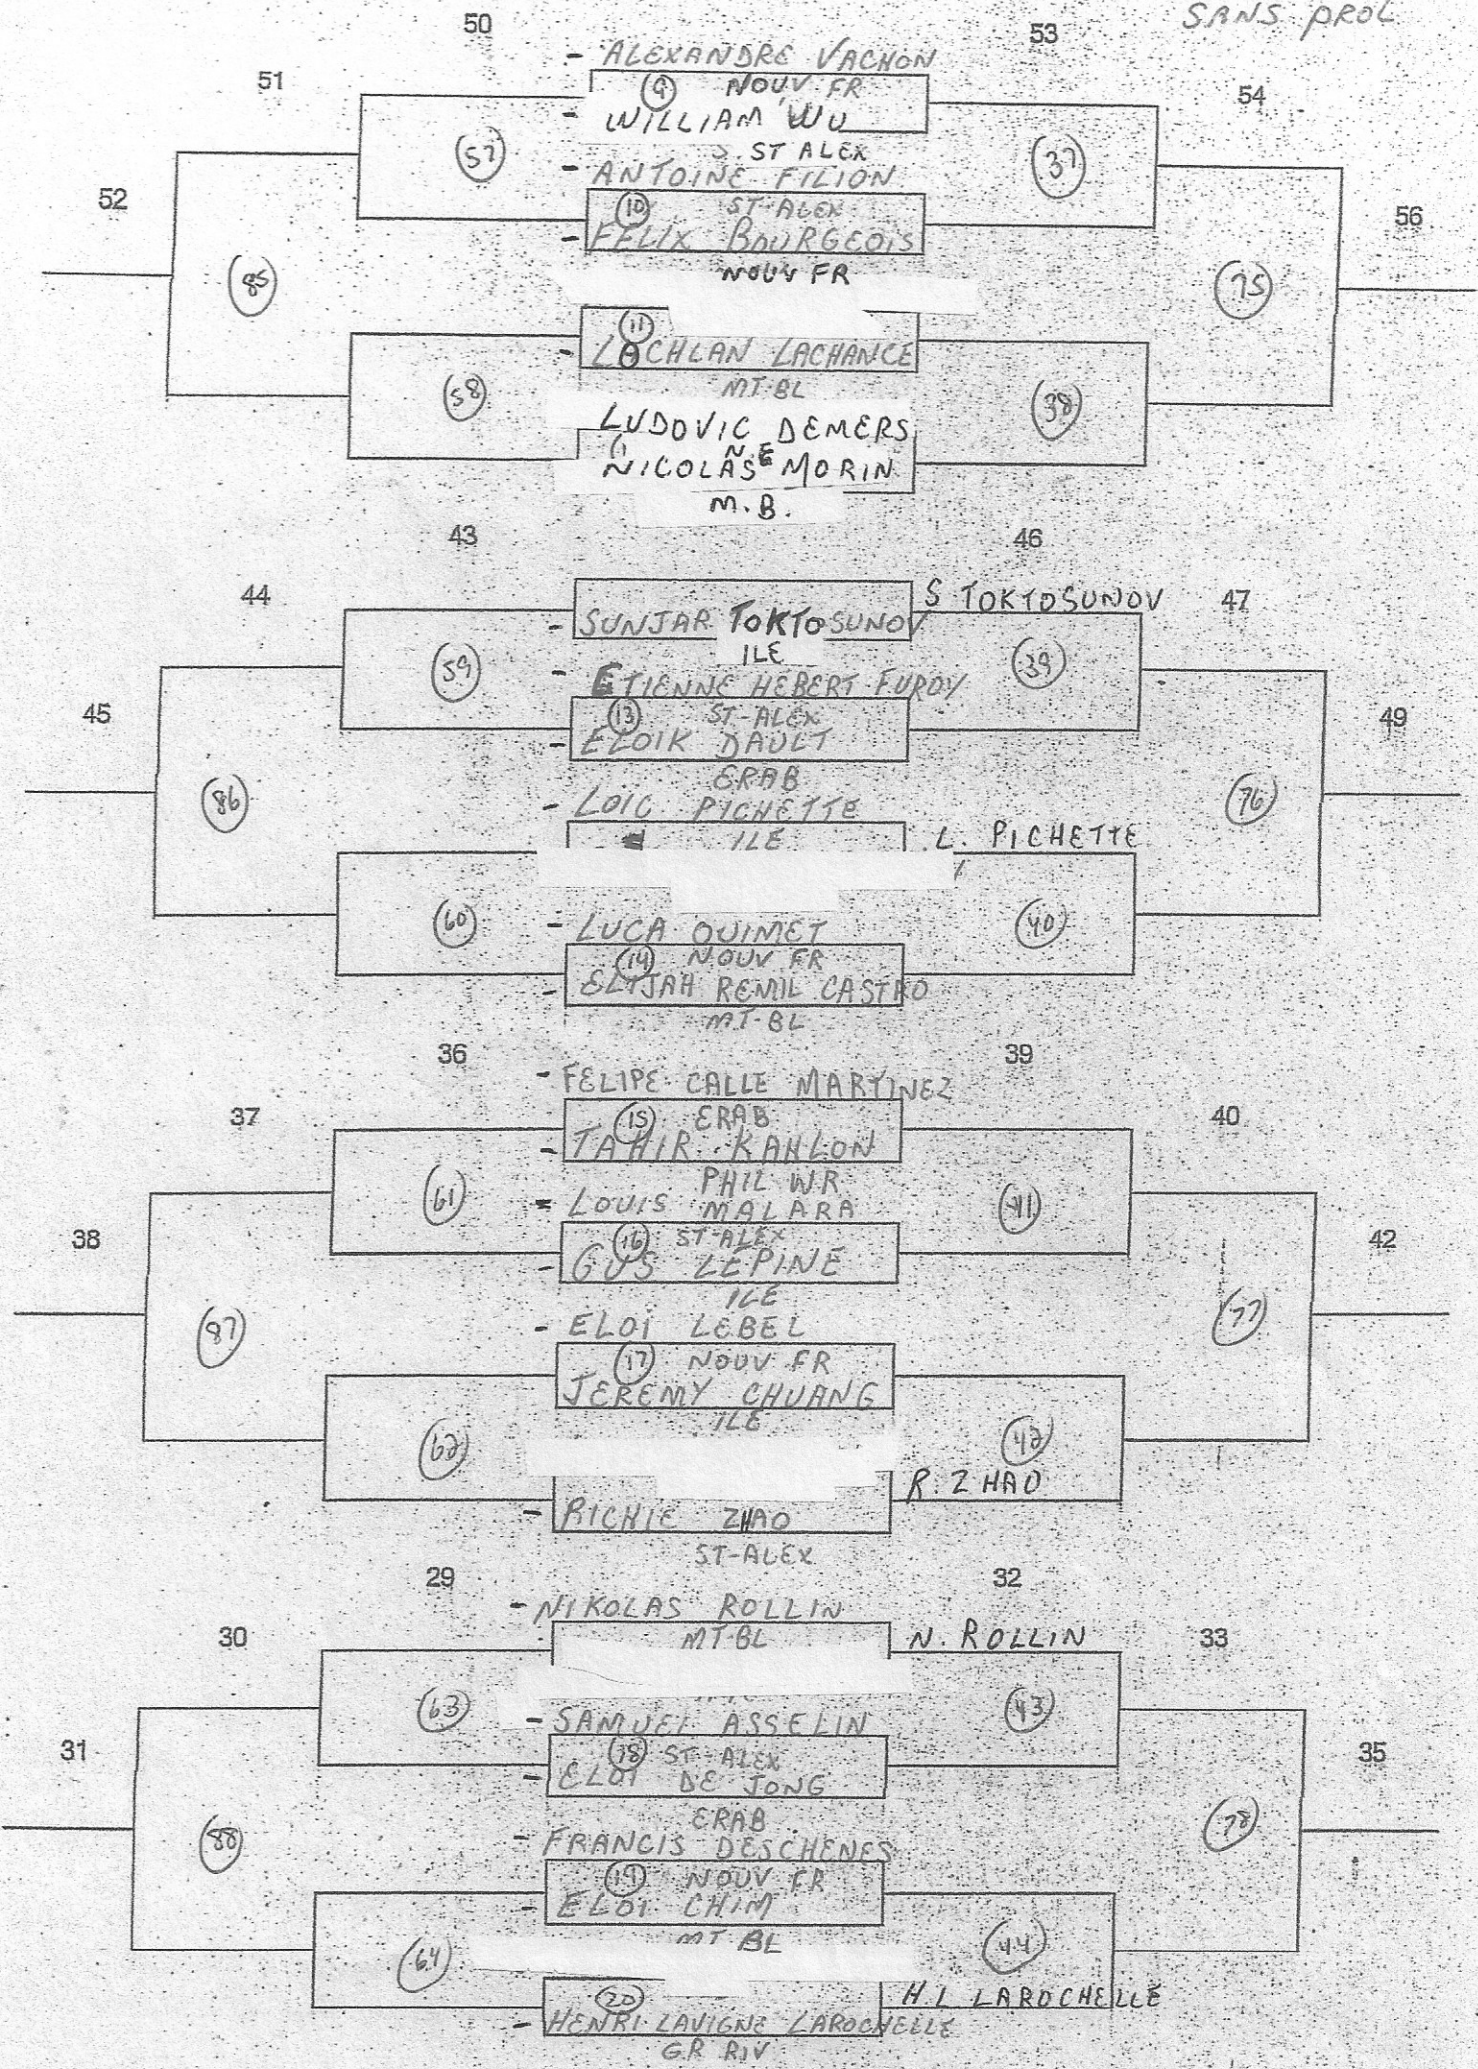 SANS PROL
50
53
51
54
- ALEXANDRE VACHON
9 NOUV FR
- WILLIAM WU
ST ALEX
57
37
- ANTOINE FILION
10 ST-ALEX
- FELIX BOURGEOIS
NOUV FR
52
56
85
75
11
- LACHLAN LACHANCE
MT-BL
58
38
LUDOVIC DEMERS
N.E
NICOLAS MORIN
M.B.
43
46
44
47
S TOKTOSUNOV
- SUNJAR TOKTOSUNOV
ILE
59
39
- ETIENNE HEBERT FUROY
13 ST-ALEX
- ELOIK DAULT
ERAB
45
49
86
76
- LOIC PICHETTE
ILE
L. PICHETTE
60
40
- LUCA OUIMET
14 NOUV FR
- ELIJAH REMIL CASTRO
MT-BL
36
39
37
40
- FELIPE CALLE MARTINEZ
15 ERAB
- TAHIR KAHLON
PHIL WR
61
41
- LOUIS MALARA
16 ST-ALEX
- GUS LEPINE
ILE
38
42
87
77
- ELOI LEBEL
17 NOUV FR
JEREMY CHUANG
ILE
62
42
R. ZHAO
- RICHIE ZHAO
ST-ALEX
29
32
30
33
- NIKOLAS ROLLIN
MT-BL
N. ROLLIN
63
43
- SAMUEL ASSELIN
18 ST-ALEX
- ELOI DE JONG
ERAB
31
35
88
78
- FRANCIS DESCHENES
19 NOUV FR
- ELOI CHIM
MT BL
64
44
20
H.L LAROCHELLE
- HENRI LAVIGNE LAROCHELLE
GR RIV